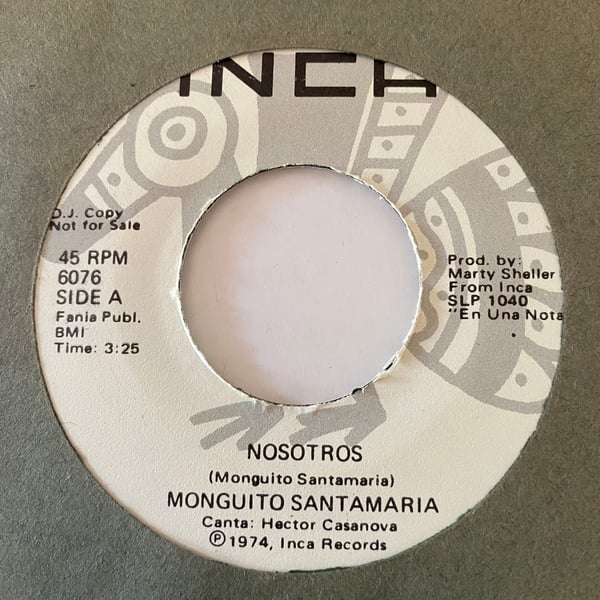 INCA
D.J. Copy
Not for Sale
45 RPM
6076
SIDE A
Fania Publ.
BMI
Time: 3:25
Prod. by:
Marty Sheller
From Inca
SLP 1040
"En Una Nota
NOSOTROS
(Monguito Santamaria)
MONGUITO SANTAMARIA
Canta: Hector Casanova
Ⓟ1974, Inca Records